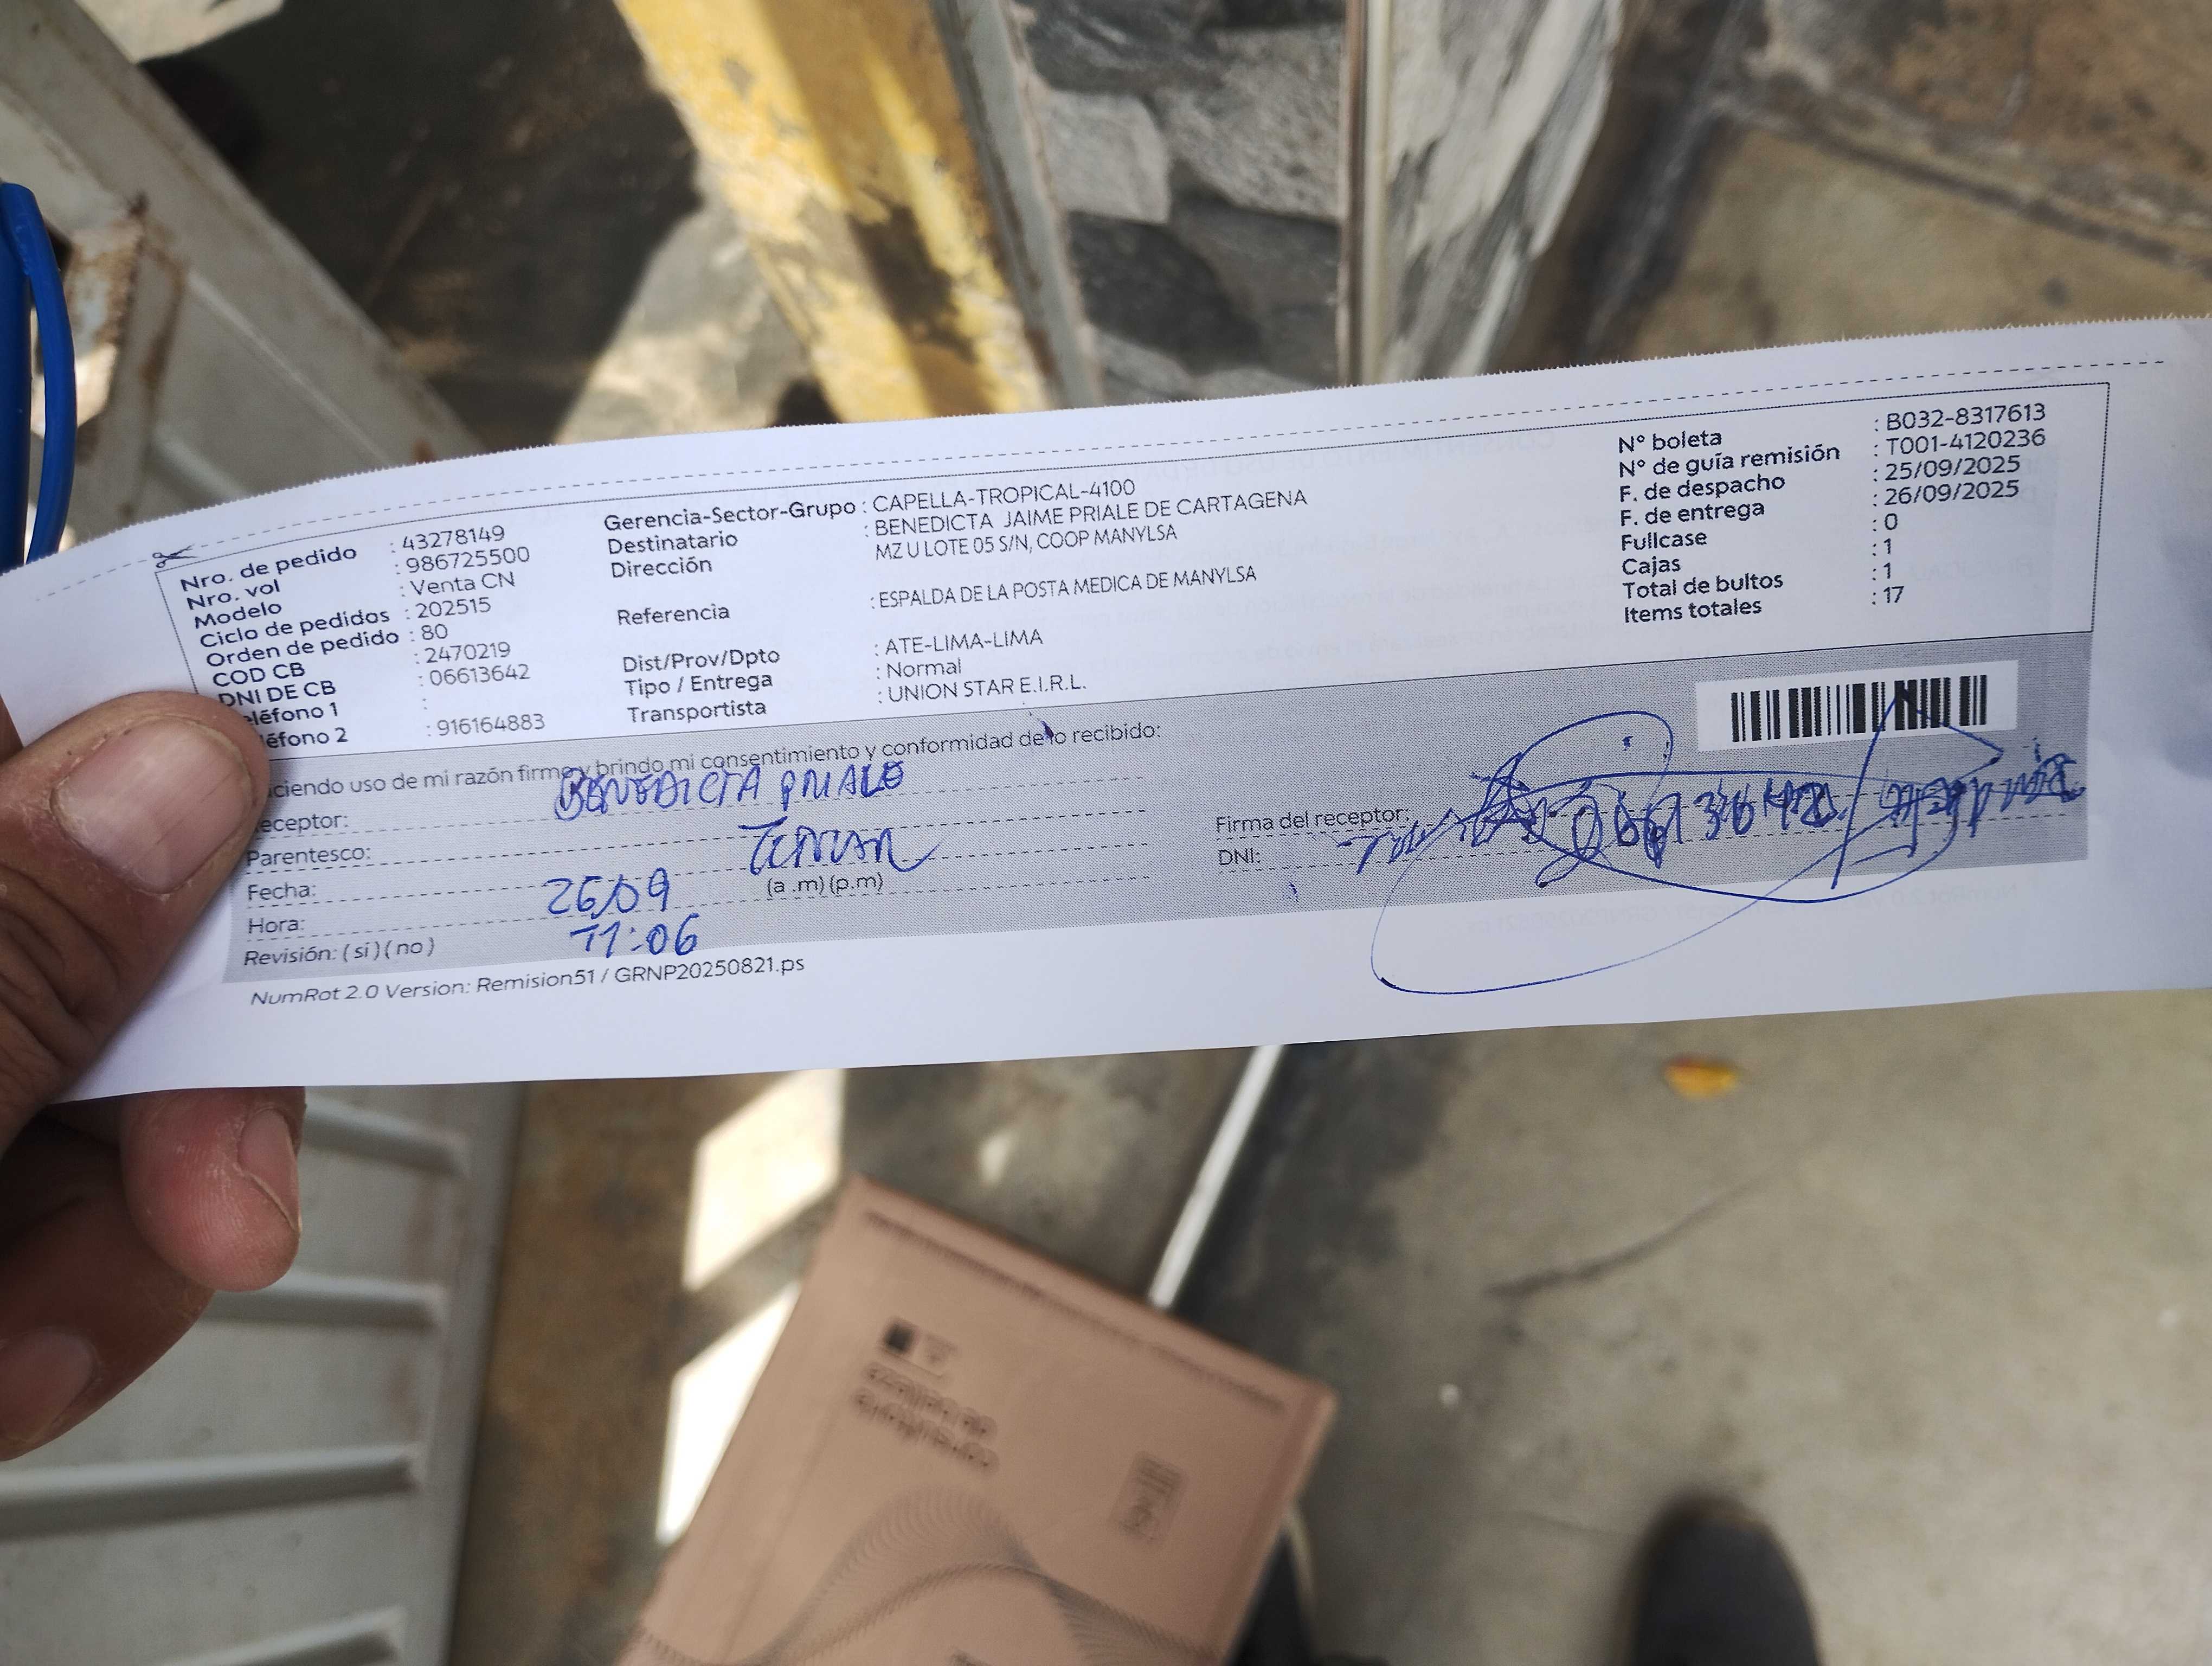 Nro. de pedido : 43278149
Nro. vol : 986725500
Modelo : Venta CN
Ciclo de pedidos : 202515
Orden de pedido : 80
COD CB : 2470219
DNI DE CB : 06613642
eléfono 1 :
éfono 2 : 916164883
Gerencia-Sector-Grupo : CAPELLA-TROPICAL-4100
Destinatario : BENEDICTA JAIME PRIALE DE CARTAGENA
Dirección MZ U LOTE 05 S/N, COOP MANYLSA
Referencia : ESPALDA DE LA POSTA MEDICA DE MANYLSA
Dist/Prov/Dpto : ATE-LIMA-LIMA
Tipo / Entrega : Normal
Transportista : UNION STAR E.I.R.L.
N° boleta : B032-8317613
N° de guía remisión : T001-4120236
F. de despacho : 25/09/2025
F. de entrega : 26/09/2025
Fullcase : 0
Cajas : 1
Total de bultos : 1
Items totales : 17
ciendo uso de mi razón firmo y brindo mi consentimiento y conformidad de lo recibido:
eceptor: BENEDICTA PRIALE
Parentesco:
Fecha: 26/09
Hora: 11:06 (a .m) (p.m)
Revisión: ( si ) ( no )
Firma del receptor:
DNI: 06613642
NumRot 2.0 Version: Remision51 / GRNP20250821.ps